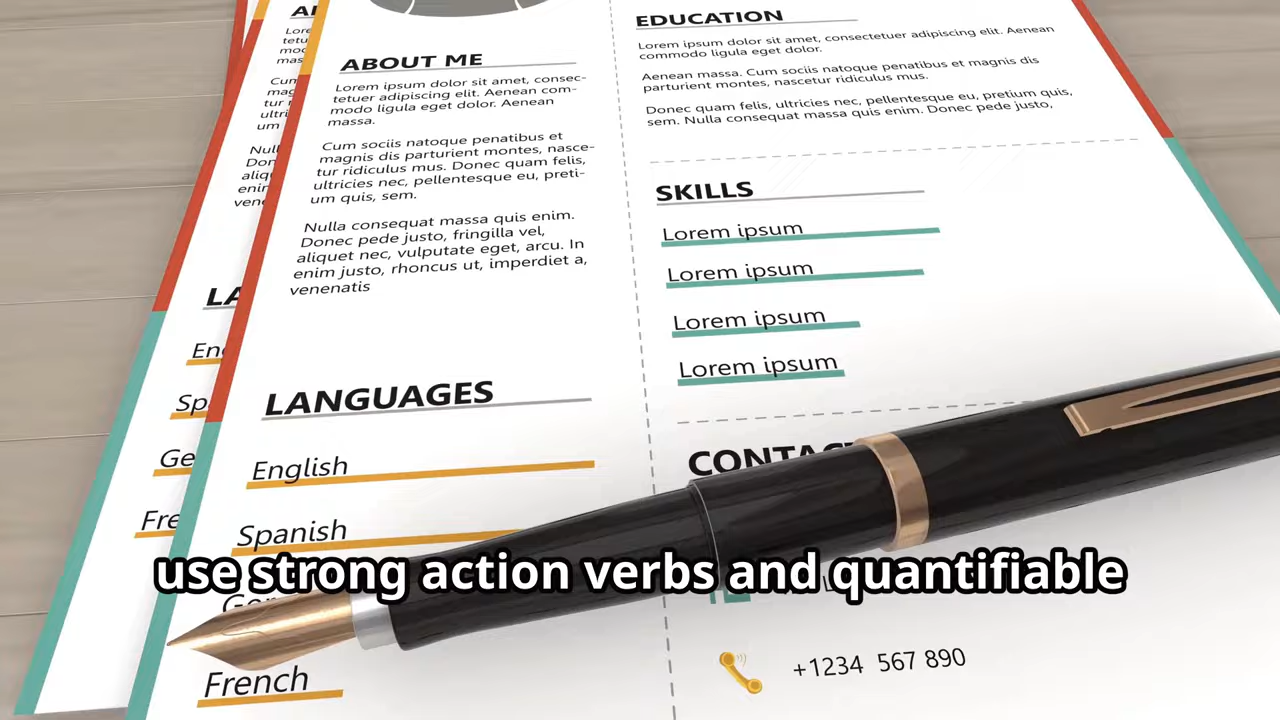 ABOUT ME
Lorem ipsum dolor sit amet, consec-
tetuer adipiscing elit. Aenean com-
modo ligula eget dolor. Aenean
massa.
Cum sociis natoque penatibus et
magnis dis parturient montes, nasce-
tur ridiculus mus. Donec quam felis,
ultricies nec, pellentesque eu, preti-
um quis, sem.
Nulla consequat massa quis enim.
Donec pede justo, fringilla vel,
aliquet nec, vulputate eget, arcu. In
enim justo, rhoncus ut, imperdiet a,
venenatis
LANGUAGES
English
Spanish
French
EDUCATION
Lorem ipsum dolor sit amet, consectetuer adipiscing elit. Aenean
commodo ligula eget dolor.
Aenean massa. Cum sociis natoque penatibus et magnis dis
parturient montes, nascetur ridiculus mus.
Donec quam felis, ultricies nec, pellentesque eu, pretium quis,
sem. Nulla consequat massa quis enim. Donec pede justo,
SKILLS
Lorem ipsum
Lorem ipsum
Lorem ipsum
Lorem ipsum
+1234 567 890
use strong action verbs and quantifiable